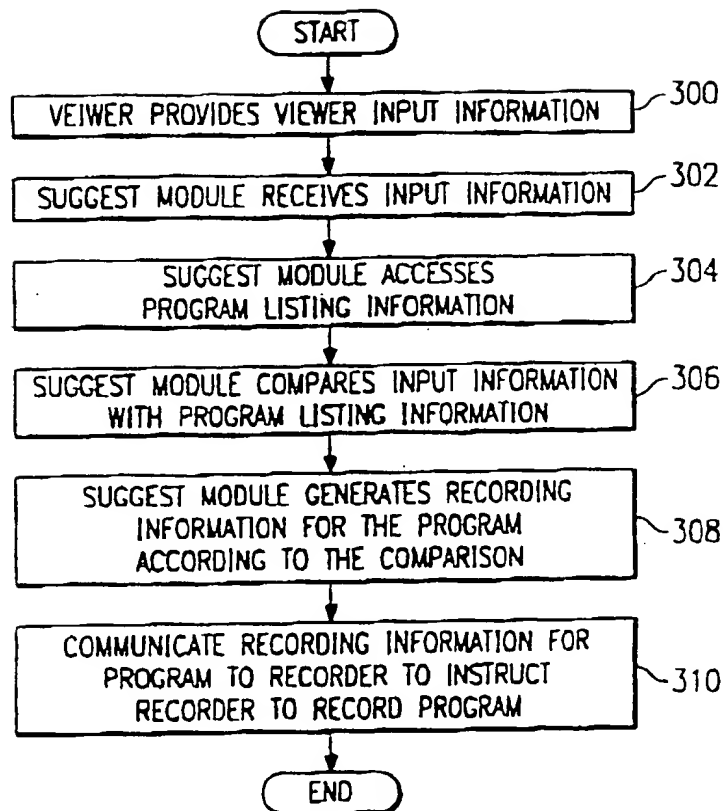 START
VEIWER PROVIDES VIEWER INPUT INFORMATION
300
SUGGEST MODULE RECEIVES INPUT INFORMATION
302
SUGGEST MODULE ACCESSES
PROGRAM LISTING INFORMATION
304
SUGGEST MODULE COMPARES INPUT INFORMATION
WITH PROGRAM LISTING INFORMATION
306
SUGGEST MODULE GENERATES RECORDING
INFORMATION FOR THE PROGRAM
ACCORDING TO THE COMPARISON
308
COMMUNICATE RECORDING INFORMATION FOR
PROGRAM TO RECORDER TO INSTRUCT
RECORDER TO RECORD PROGRAM
310
END